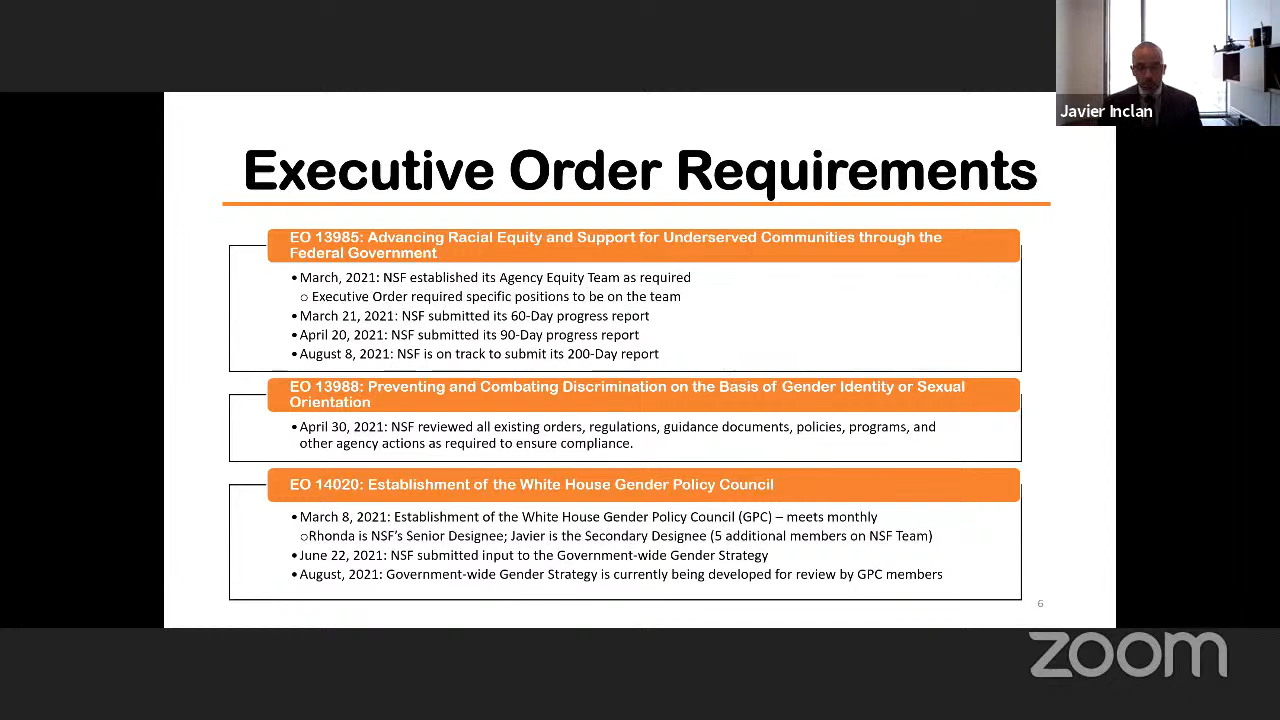 Javier Inclan
Executive Order Requirements
EO 13985: Advancing Racial Equity and Support for Underserved Communities through the
Federal Government
•March, 2021: NSF established its Agency Equity Team as required
o Executive Order required specific positions to be on the team
•March 21, 2021: NSF submitted its 60-Day progress report
•April 20, 2021: NSF submitted its 90-Day progress report
•August 8, 2021: NSF is on track to submit its 200-Day report
EO 13988: Preventing and Combating Discrimination on the Basis of Gender Identity or Sexual
Orientation
•April 30, 2021: NSF reviewed all existing orders, regulations, guidance documents, policies, programs, and
other agency actions as required to ensure compliance.
EO 14020: Establishment of the White House Gender Policy Council
•March 8, 2021: Establishment of the White House Gender Policy Council (GPC) – meets monthly
oRhonda is NSF's Senior Designee; Javier is the Secondary Designee (5 additional members on NSF Team)
•June 22, 2021: NSF submitted input to the Government-wide Gender Strategy
•August, 2021: Government-wide Gender Strategy is currently being developed for review by GPC members
6
zoom